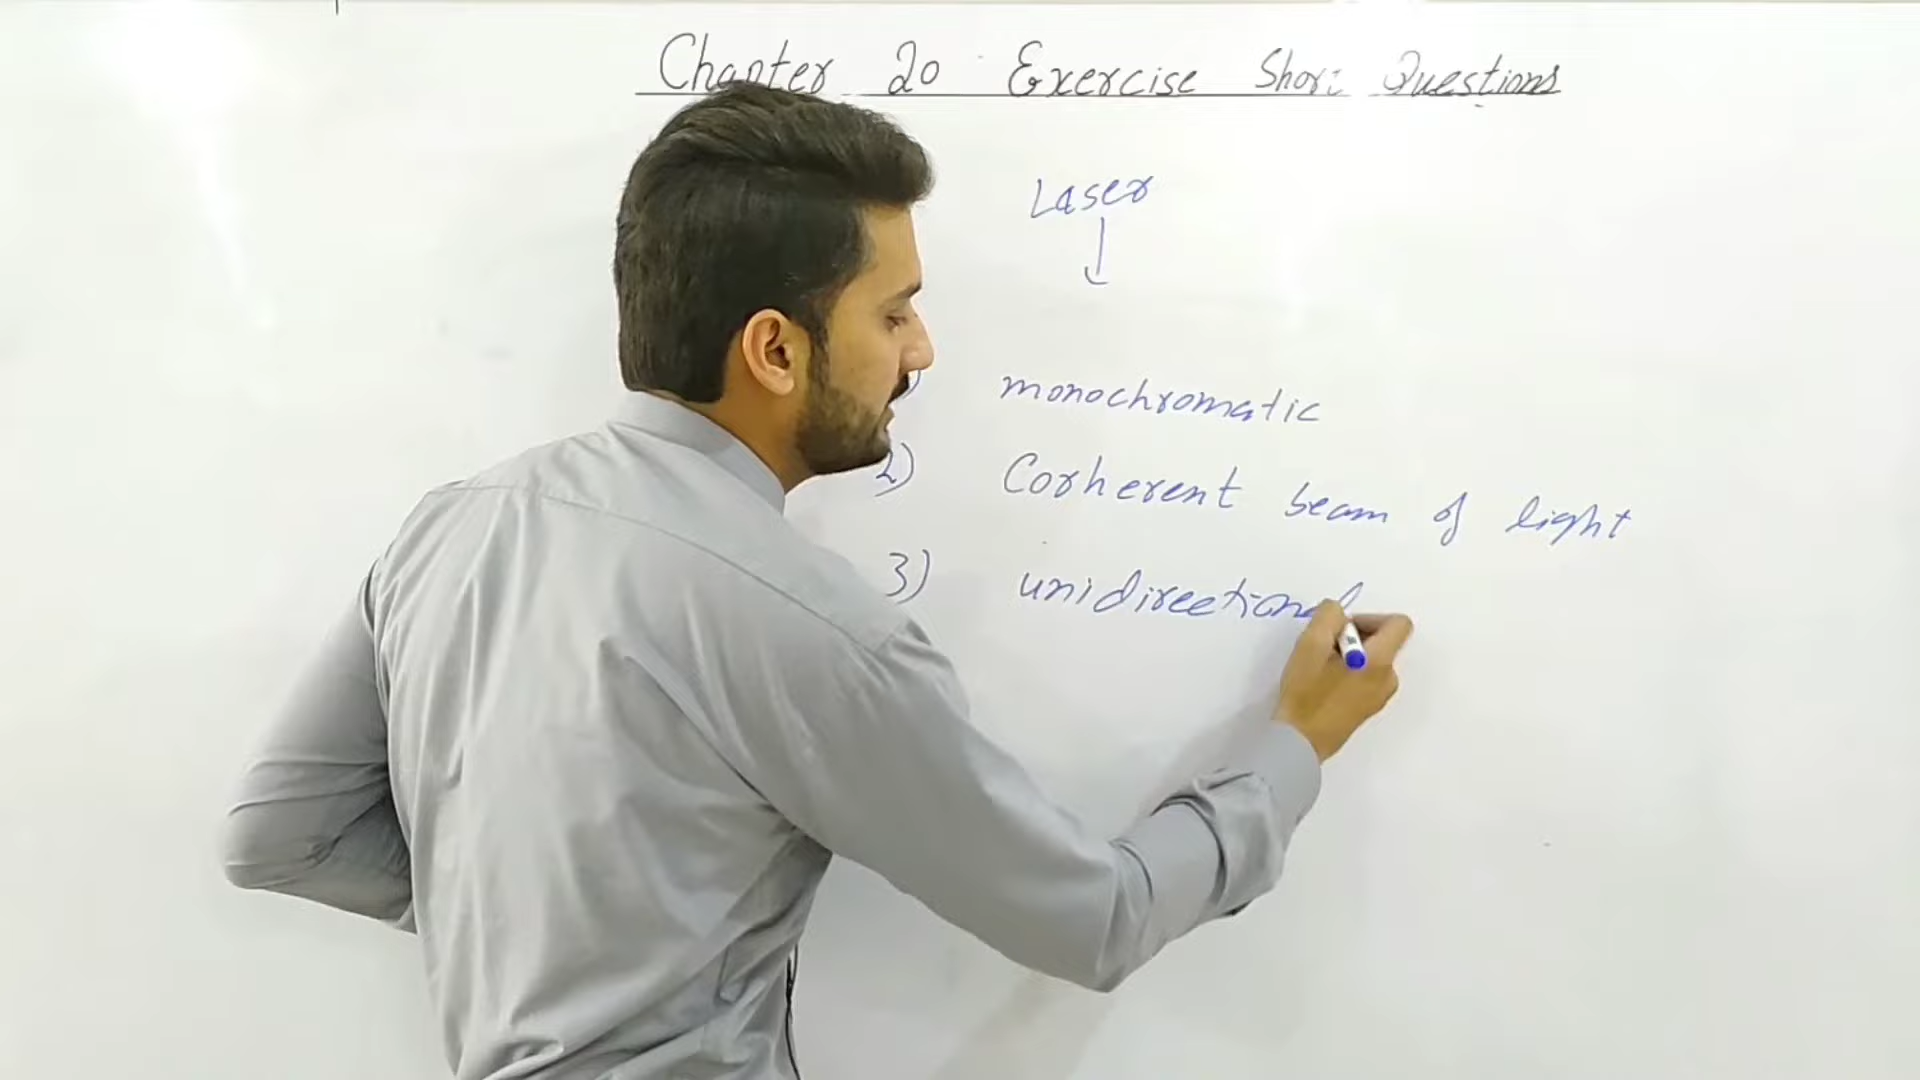 Chapter 20 Exercise Short Questions
Laser
) monochromatic
2) Corherent beam of light
3) unidirectional